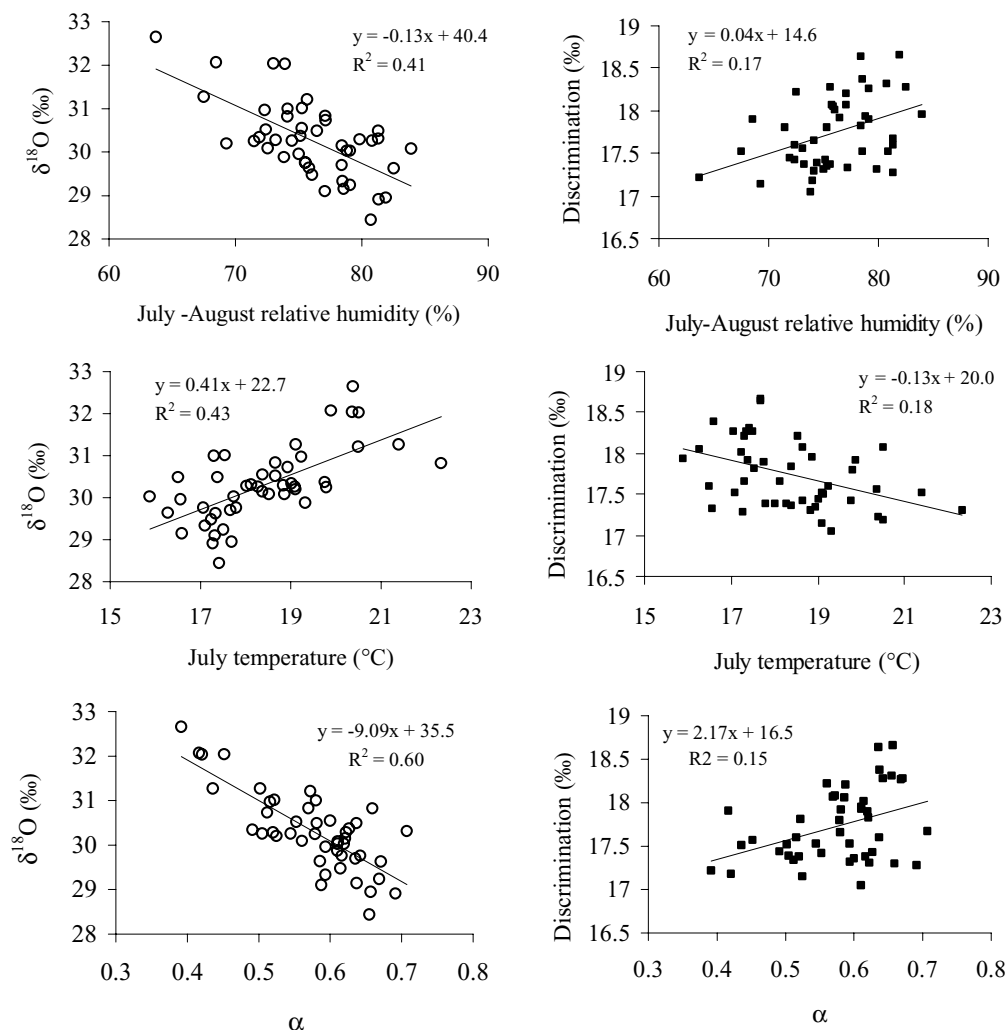 y = -0.13x + 40.4
R² = 0.41
δ¹⁸O (‰)
33
32
31
30
29
28
60
70
80
90
July -August relative humidity (%)
y = 0.04x + 14.6
R² = 0.17
Discrimination (‰)
19
18.5
18
17.5
17
16.5
60
70
80
90
July-August relative humidity (%)
y = 0.41x + 22.7
R² = 0.43
δ¹⁸O (‰)
33
32
31
30
29
28
15
17
19
21
23
July temperature (°C)
y = -0.13x + 20.0
R² = 0.18
Discrimination (‰)
19
18.5
18
17.5
17
16.5
15
17
19
21
23
July temperature (°C)
y = -9.09x + 35.5
R² = 0.60
δ¹⁸O (‰)
33
32
31
30
29
28
0.3
0.4
0.5
0.6
0.7
0.8
α
y = 2.17x + 16.5
R2 = 0.15
Discrimination (‰)
19
18.5
18
17.5
17
16.5
0.3
0.4
0.5
0.6
0.7
0.8
α